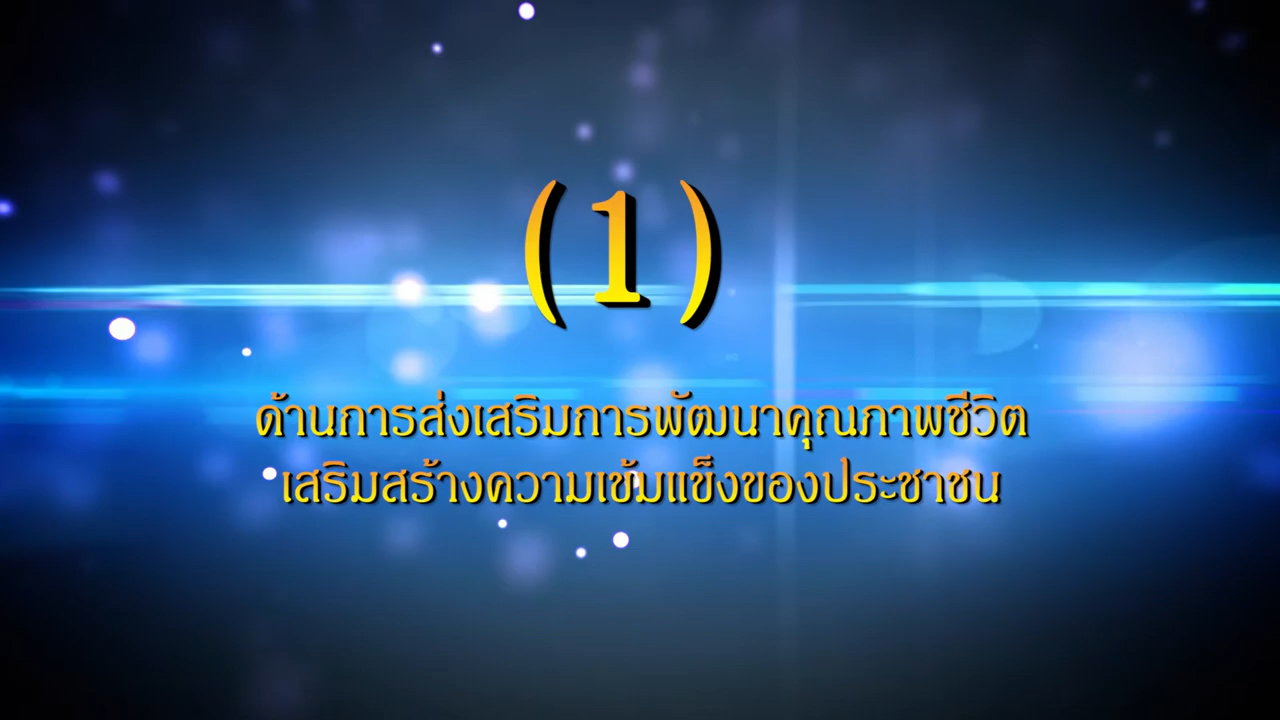 (1)
ด้านการส่งเสริมการพัฒนาคุณภาพชีวิต
เสริมสร้างความเข้มแข็งของประชาชน